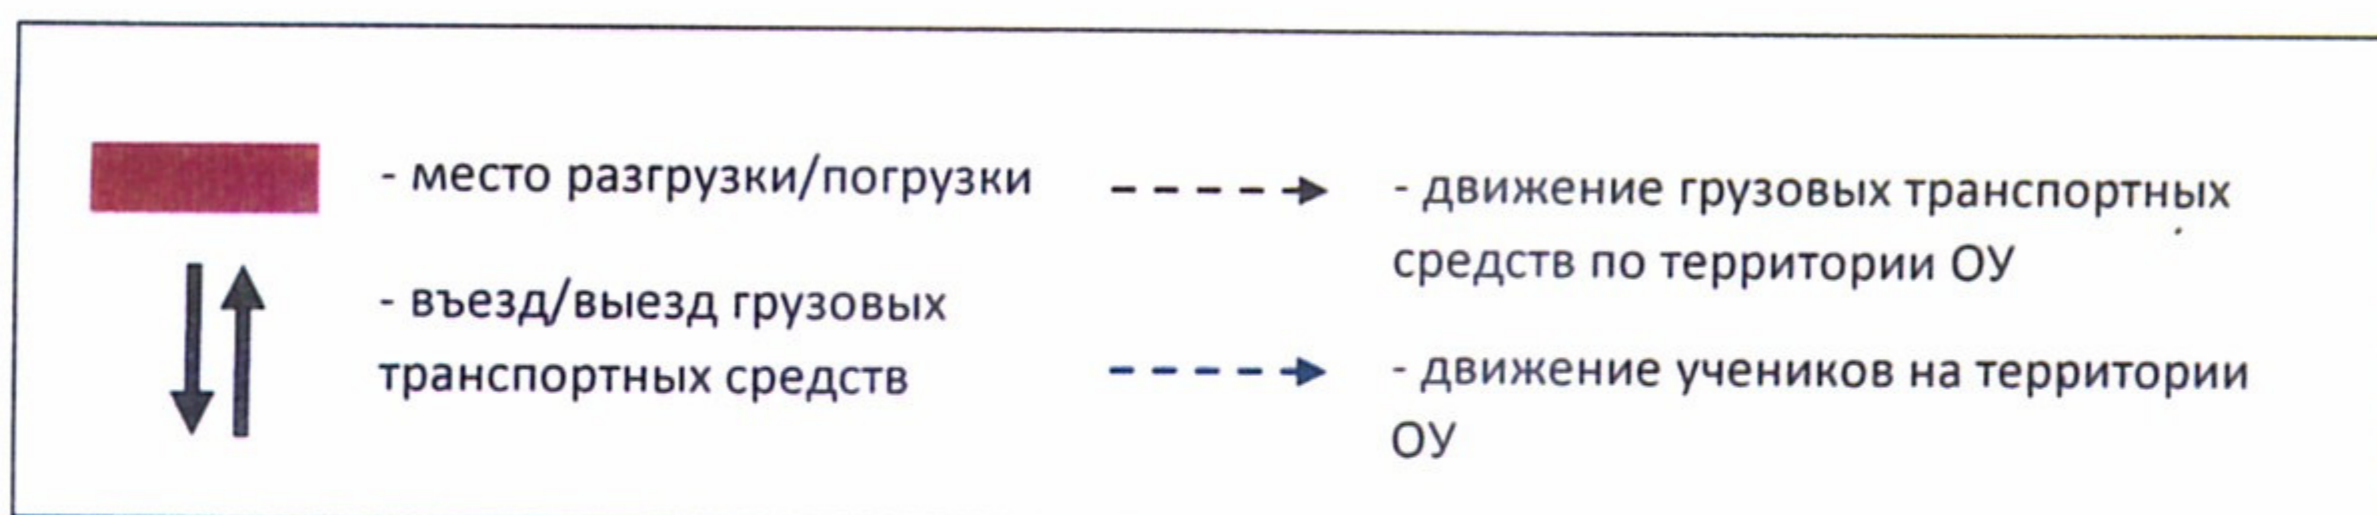 - место разгрузки/погрузки
- въезд/выезд грузовых
транспортных средств
- движение грузовых транспортных
средств по территории ОУ
- движение учеников на территории
ОУ